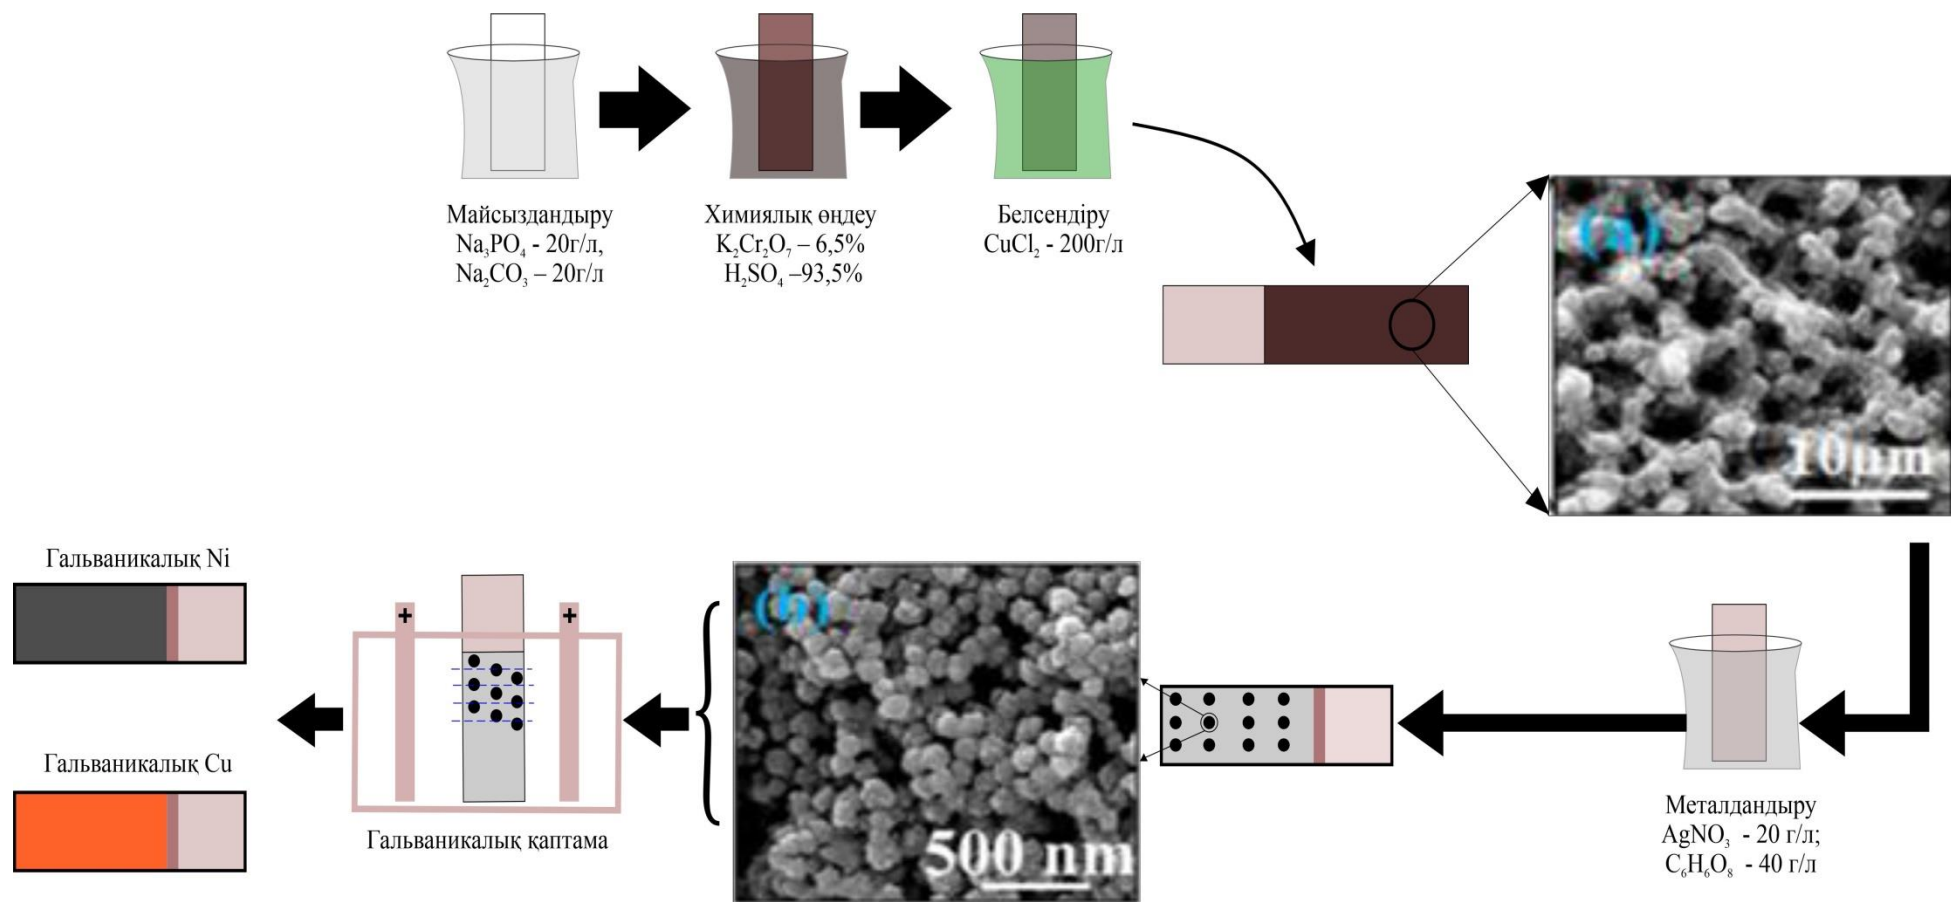 Майсыздандыру
Na₃PO₄ - 20г/л,
Na₂CO₃ – 20г/л
Химиялық өңдеу
K₂Cr₂O₇ – 6,5%
H₂SO₄ –93,5%
Белсендіру
CuCl₂ - 200г/л
(a)
10μm
Металдандыру
AgNO₃ - 20 г/л;
C₆H₆O₈ - 40 г/л
(b)
500 nm
+
+
Гальваникалық қаптама
Гальваникалық Ni
Гальваникалық Cu